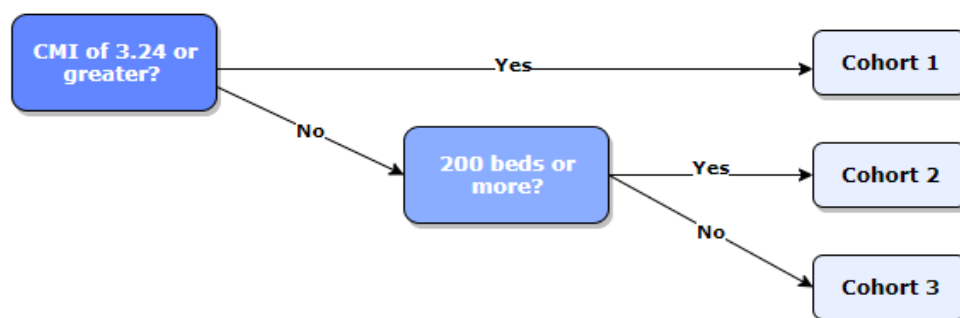 CMI of 3.24 or
greater?
Yes
Cohort 1
No
200 beds or
more?
Yes
Cohort 2
No
Cohort 3